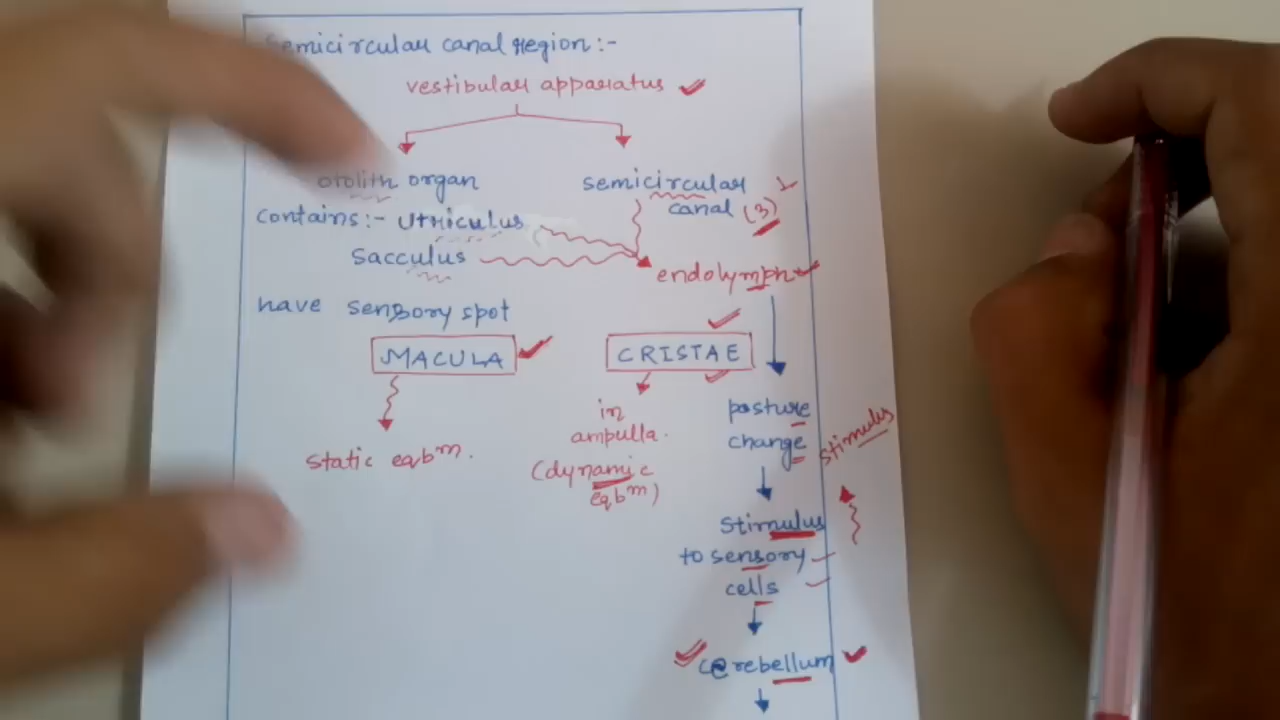 Semicircular canal region :-
vestibular apparatus
otolith organ
semicircular
canal (3)
contains:- utriculus
Sacculus
endolymph
have sensory spot
MACULA
CRISTAE
in
ampulla.
(dynamic
eqbm)
static eqbm.
posture
change
stimulus
Stimulus
to sensory
cells
cerebellum